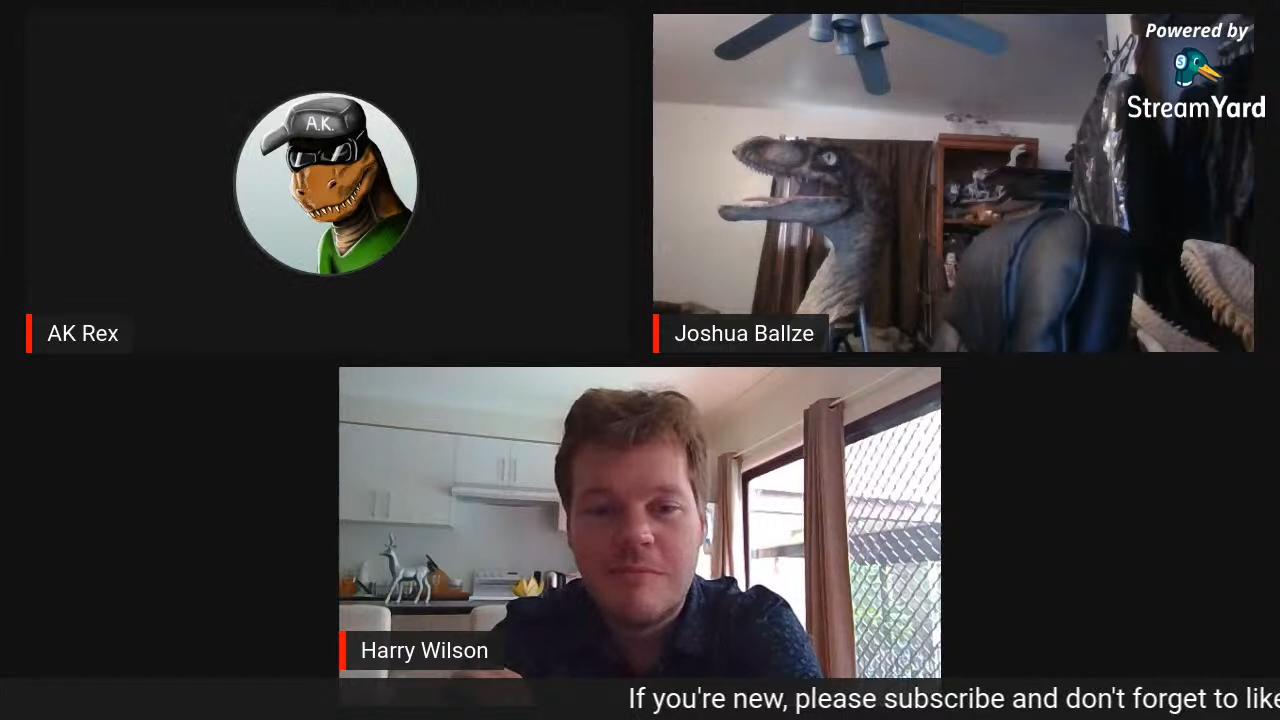 A.K.
Powered by
StreamYard
AK Rex
Joshua Ballze
Harry Wilson
If you're new, please subscribe and don't forget to like